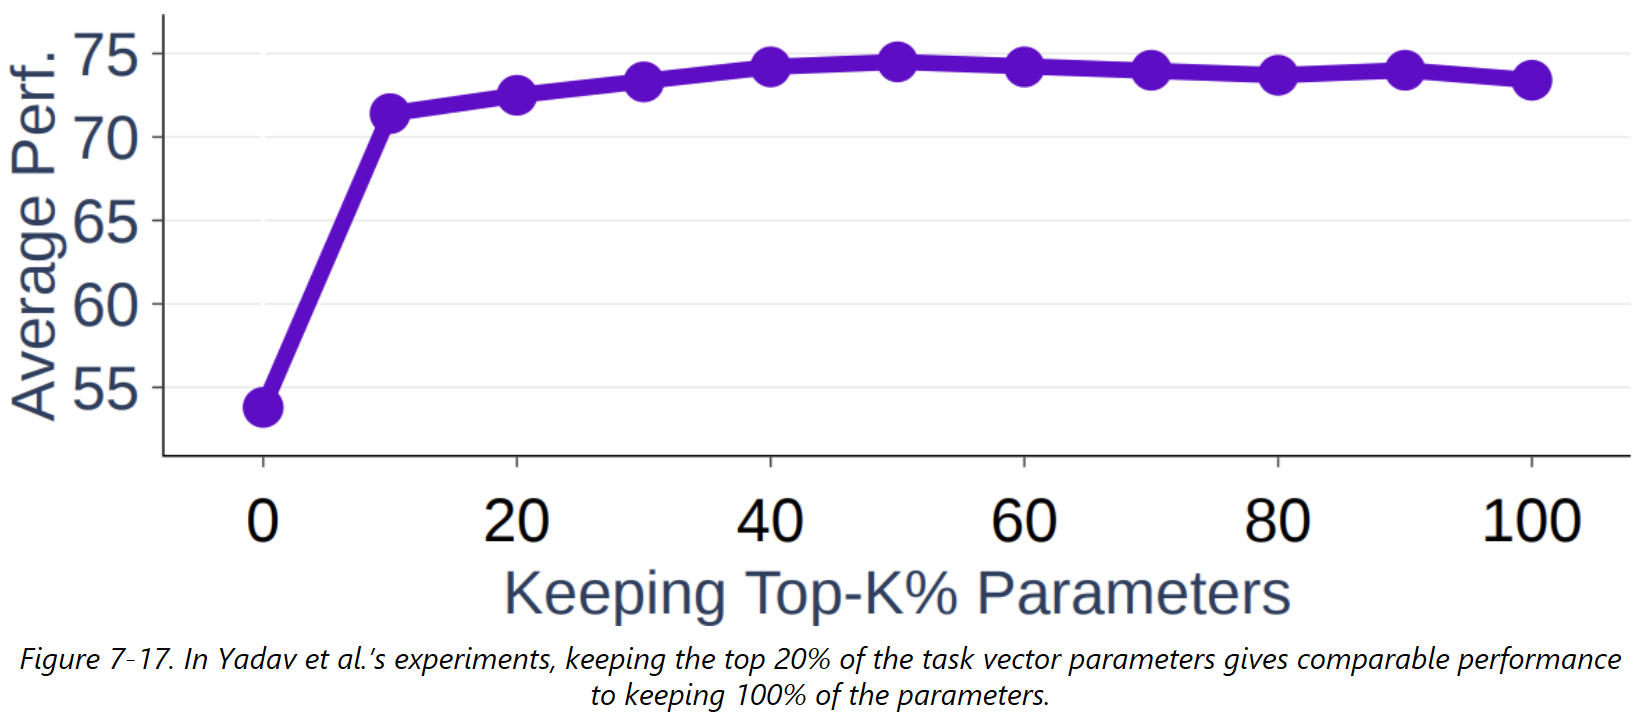 Average Perf.
75
70
65
60
55
0 20 40 60 80 100
Keeping Top-K% Parameters
Figure 7-17. In Yadav et al.’s experiments, keeping the top 20% of the task vector parameters gives comparable performance
to keeping 100% of the parameters.